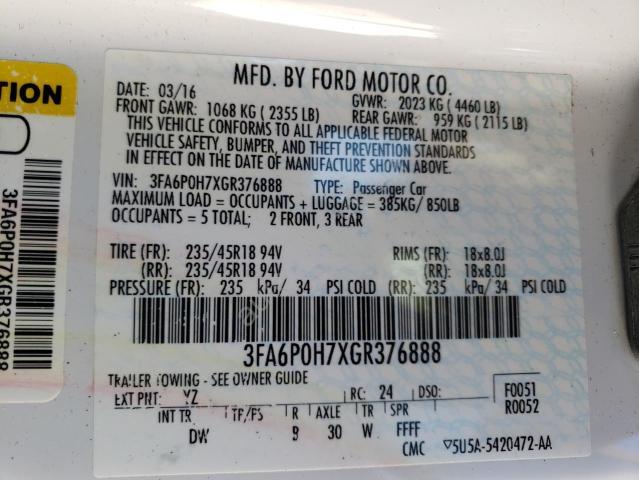 TION
3FA6P0H7XGR376888
MFD. BY FORD MOTOR CO.
DATE: 03/16 GVWR: 2023 KG ( 4460 LB)
FRONT GAWR: 1068 KG ( 2355 LB) REAR GAWR: 959 KG ( 2115 LB)
THIS VEHICLE CONFORMS TO ALL APPLICABLE FEDERAL MOTOR
VEHICLE SAFETY, BUMPER, AND THEFT PREVENTION STANDARDS
IN EFFECT ON THE DATE OF MANUFACTURE SHOWN ABOVE.
VIN: 3FA6P0H7XGR376888 TYPE: Passenger Car
MAXIMUM LOAD = OCCUPANTS + LUGGAGE = 385KG/ 850LB
OCCUPANTS = 5 TOTAL; 2 FRONT, 3 REAR
TIRE (FR): 235/45R18 94V RIMS (FR): 18x8.0J
(RR): 235/45R18 94V (RR): 18x8.0J
PRESSURE (FR): 235 kPa/ 34 PSI COLD (RR): 235 kPa/ 34 PSI COLD
3FA6P0H7XGR376888
TRAILER TOWING - SEE OWNER GUIDE
EXT PNT: YZ RC: 24 DSO: F0051
R0052
INT TR TP/PS R AXLE TR SPR
DW 9 30 W FFFF
CMC ▽5U5A-5420472-AA